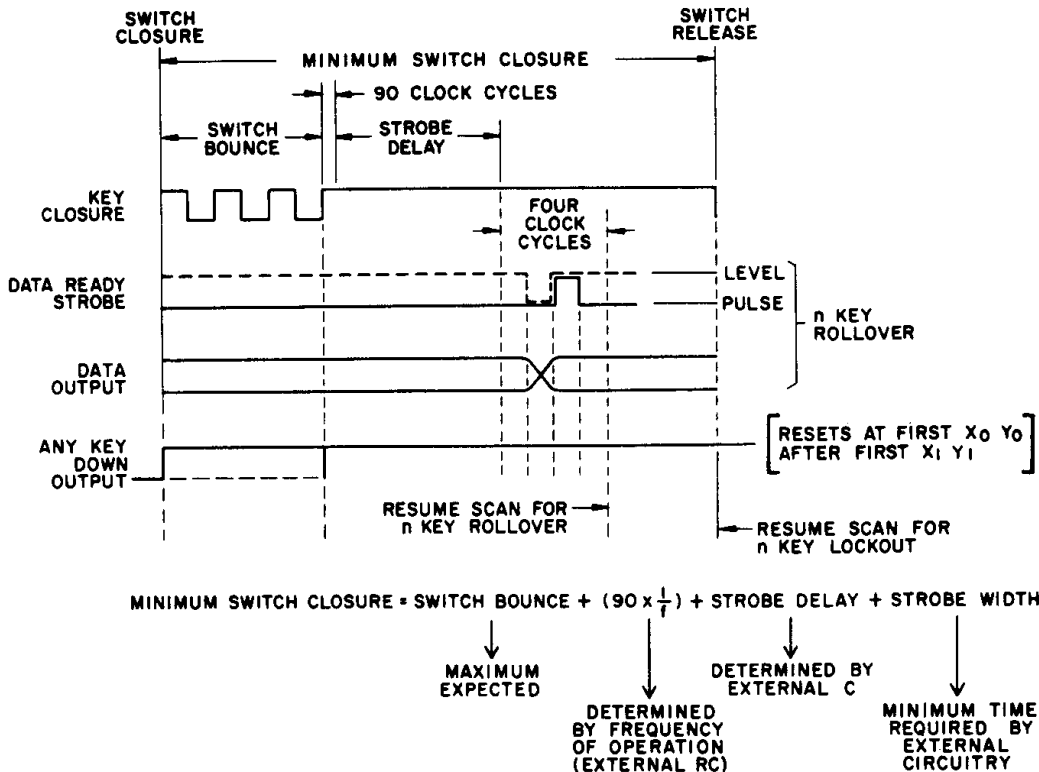 SWITCH
CLOSURE
SWITCH
RELEASE
MINIMUM SWITCH CLOSURE
90 CLOCK CYCLES
SWITCH
BOUNCE
STROBE
DELAY
KEY
CLOSURE
FOUR
CLOCK
CYCLES
DATA READY
STROBE
LEVEL
PULSE
n KEY
ROLLOVER
DATA
OUTPUT
ANY KEY
DOWN
OUTPUT
RESETS AT FIRST X₀ Y₀
AFTER FIRST X₁ Y₁
RESUME SCAN FOR
n KEY ROLLOVER
RESUME SCAN FOR
n KEY LOCKOUT
MINIMUM SWITCH CLOSURE = SWITCH BOUNCE + (90 x 1/f) + STROBE DELAY + STROBE WIDTH
MAXIMUM
EXPECTED
DETERMINED
BY FREQUENCY
OF OPERATION
(EXTERNAL RC)
DETERMINED BY
EXTERNAL C
MINIMUM TIME
REQUIRED BY
EXTERNAL
CIRCUITRY